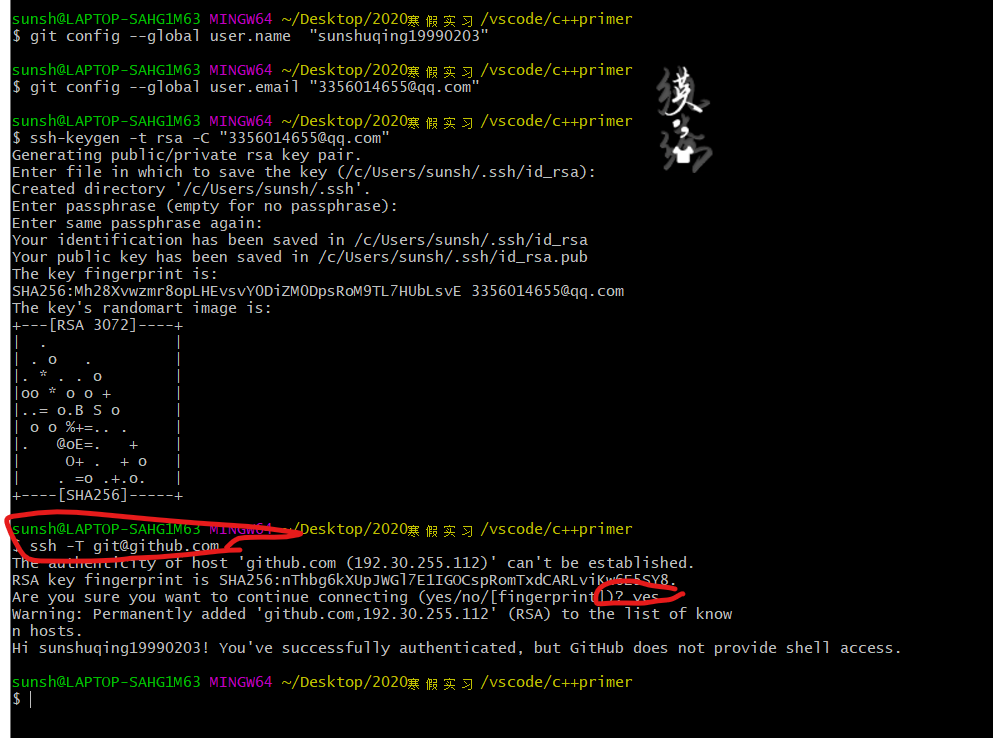 sunsh@LAPTOP-SAHG1M63 MINGW64 ~/Desktop/2020寒假实习/vscode/c++primer
$ git config --global user.name  "sunshuqing19990203"
sunsh@LAPTOP-SAHG1M63 MINGW64 ~/Desktop/2020寒假实习/vscode/c++primer
$ git config --global user.email "3356014655@qq.com"
sunsh@LAPTOP-SAHG1M63 MINGW64 ~/Desktop/2020寒假实习/vscode/c++primer
$ ssh-keygen -t rsa -C "3356014655@qq.com"
Generating public/private rsa key pair.
Enter file in which to save the key (/c/Users/sunsh/.ssh/id_rsa):
Created directory '/c/Users/sunsh/.ssh'.
Enter passphrase (empty for no passphrase):
Enter same passphrase again:
Your identification has been saved in /c/Users/sunsh/.ssh/id_rsa
Your public key has been saved in /c/Users/sunsh/.ssh/id_rsa.pub
The key fingerprint is:
SHA256:Mh28Xvwzmr8opLHEvsvYODiZMODpsRoM9TL7HUbLsvE 3356014655@qq.com
The key's randomart image is:
+---[RSA 3072]----+
|  .              |
| . o   .         |
|. * . . o        |
|oo * o o +       |
|..= o.B S o      |
| o o %+=.. .     |
|.   @oE=.   +    |
|     O+ .  + o   |
|    . =o .+.o.   |
+----[SHA256]-----+
sunsh@LAPTOP-SAHG1M63 MINGW64 ~/Desktop/2020寒假实习/vscode/c++primer
$ ssh -T git@github.com
The authenticity of host 'github.com (192.30.255.112)' can't be established.
RSA key fingerprint is SHA256:nThbg6kXUpJWGl7E1IGOCspRomTxdCARLviKw6E5SY8.
Are you sure you want to continue connecting (yes/no/[fingerprint])? yes
Warning: Permanently added 'github.com,192.30.255.112' (RSA) to the list of know
n hosts.
Hi sunshuqing19990203! You've successfully authenticated, but GitHub does not provide shell access.
sunsh@LAPTOP-SAHG1M63 MINGW64 ~/Desktop/2020寒假实习/vscode/c++primer
$